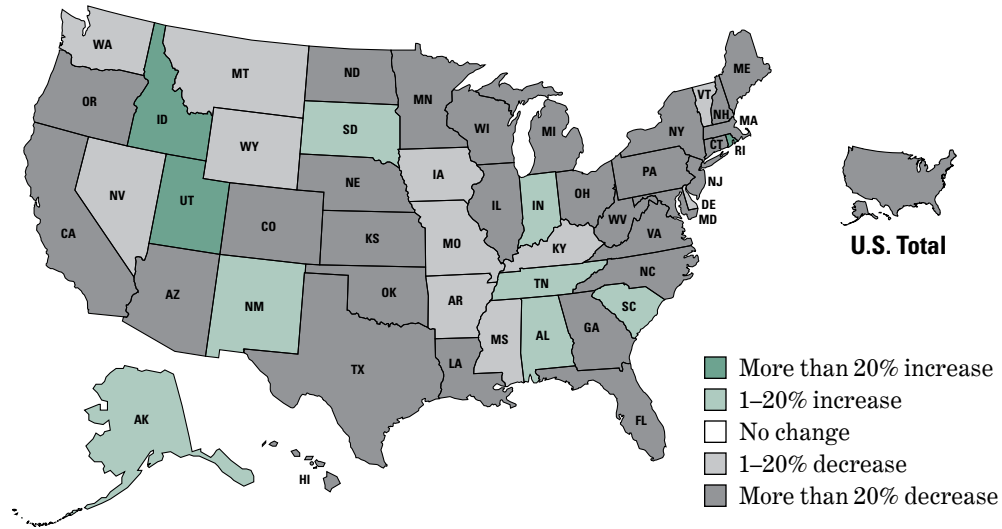 WA
MT
ND
MN
ME
VT
NH
MA
OR
ID
SD
WI
MI
NY
CT
RI
WY
IA
NE
PA
NJ
NV
UT
CO
IL
IN
OH
DE
MD
WV
VA
CA
KS
MO
KY
U.S. Total
AZ
NM
OK
AR
TN
NC
SC
MS
AL
GA
TX
LA
More than 20% increase
1–20% increase
AK
FL
No change
1–20% decrease
HI
More than 20% decrease